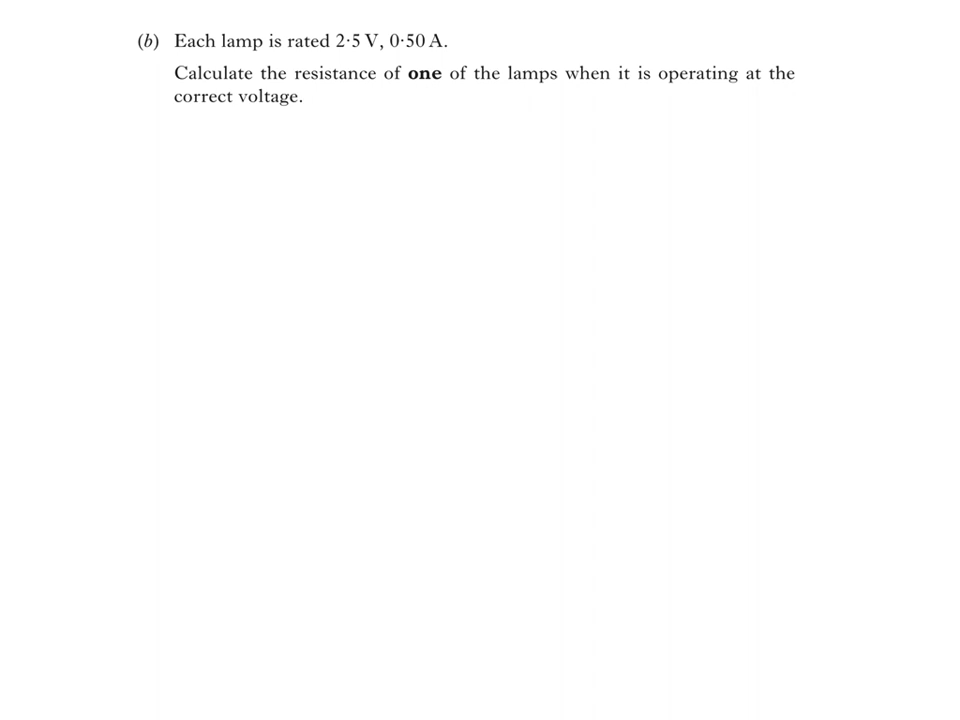 (b) Each lamp is rated 2·5 V, 0·50 A.
Calculate the resistance of one of the lamps when it is operating at the
correct voltage.